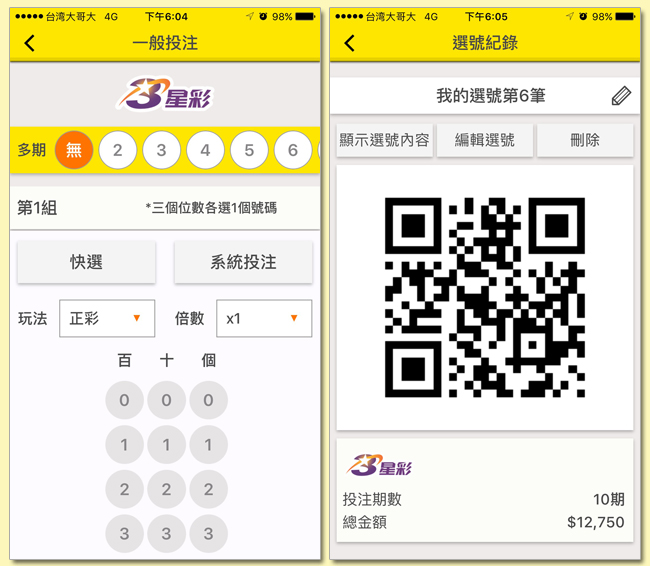 台湾大哥大 4G 下午6:04 98%
一般投注
3星彩
多期 無 2 3 4 5 6
第1組 *三個位數各選1個號碼
快選 系統投注
玩法 正彩 倍數 x1
百 十 個
0 0 0
1 1 1
2 2 2
3 3 3
台湾大哥大 4G 下午6:05 98%
選號紀錄
我的選號第6筆
顯示選號內容 編輯選號 刪除
3星彩
投注期數 10期
總金額 $12,750